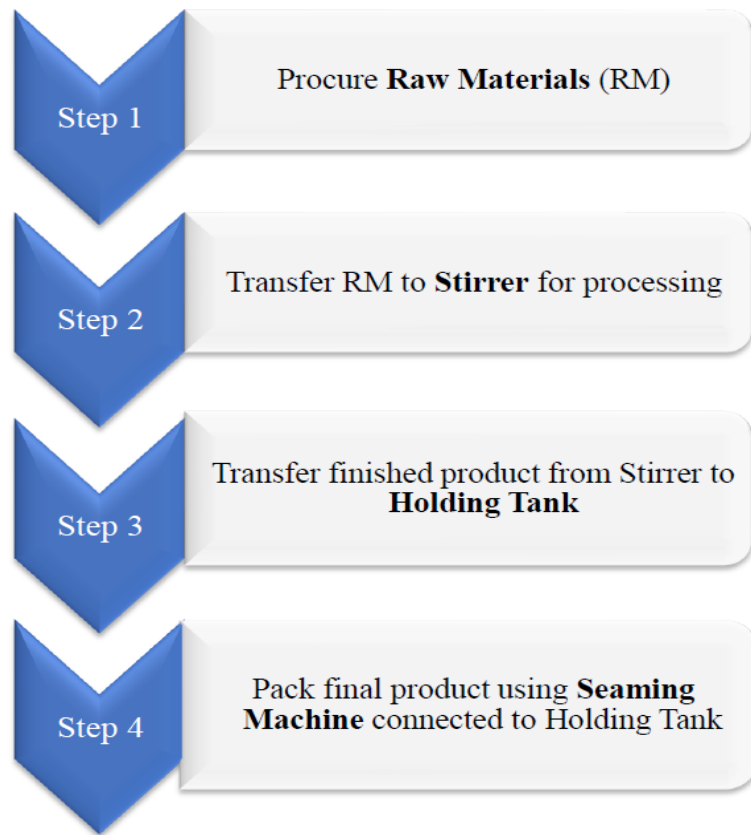 Step 1
Procure Raw Materials (RM)
Step 2
Transfer RM to Stirrer for processing
Step 3
Transfer finished product from Stirrer to
Holding Tank
Step 4
Pack final product using Seaming
Machine connected to Holding Tank